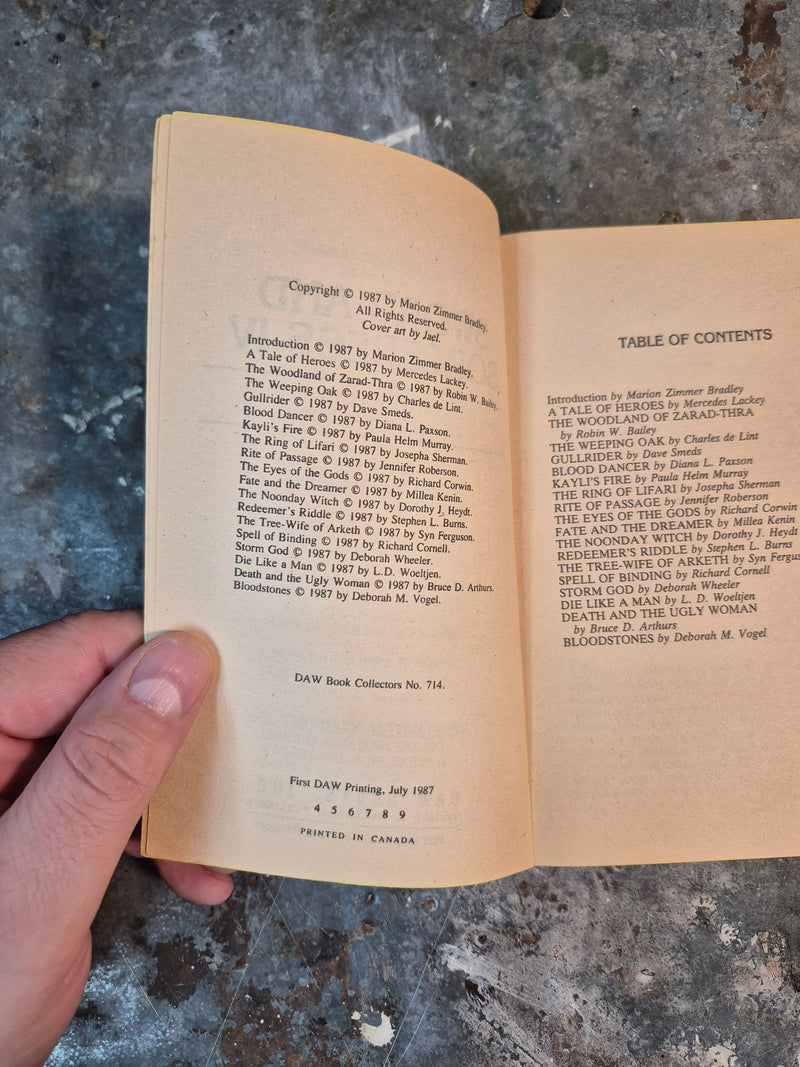 Copyright © 1987 by Marion Zimmer Bradley,
All Rights Reserved.
Cover art by Jael.
Introduction © 1987 by Marion Zimmer Bradley.
A Tale of Heroes © 1987 by Mercedes Lackey.
The Woodland of Zarad-Thra © 1987 by Robin W. Bailey.
The Weeping Oak © 1987 by Charles de Lint.
Gullrider © 1987 by Dave Smeds.
Blood Dancer © 1987 by Diana L. Paxson.
Kayli's Fire © 1987 by Paula Helm Murray.
The Ring of Lifari © 1987 by Josepha Sherman.
Rite of Passage © 1987 by Jennifer Roberson.
The Eyes of the Gods © 1987 by Richard Corwin.
Fate and the Dreamer © 1987 by Millea Kenin.
The Noonday Witch © 1987 by Dorothy J. Heydt.
Redeemer's Riddle © 1987 by Stephen L. Burns.
The Tree-Wife of Arketh © 1987 by Syn Ferguson.
Spell of Binding © 1987 by Richard Cornell.
Storm God © 1987 by Deborah Wheeler.
Die Like a Man © 1987 by L.D. Woeltjen.
Death and the Ugly Woman © 1987 by Bruce D. Arthurs.
Bloodstones © 1987 by Deborah M. Vogel.
DAW Book Collectors No. 714.
First DAW Printing, July 1987
4 5 6 7 8 9
PRINTED IN CANADA
TABLE OF CONTENTS
Introduction by Marion Zimmer Bradley
A TALE OF HEROES by Mercedes Lackey
THE WOODLAND OF ZARAD-THRA
by Robin W. Bailey
THE WEEPING OAK by Charles de Lint
GULLRIDER by Dave Smeds
BLOOD DANCER by Diana L. Paxson
KAYLI'S FIRE by Paula Helm Murray
THE RING OF LIFARI by Josepha Sherman
RITE OF PASSAGE by Jennifer Roberson
THE EYES OF THE GODS by Richard Corwin
FATE AND THE DREAMER by Millea Kenin
THE NOONDAY WITCH by Dorothy J. Heydt
REDEEMER'S RIDDLE by Stephen L. Burns
THE TREE-WIFE OF ARKETH by Syn Fergus
SPELL OF BINDING by Richard Cornell
STORM GOD by Deborah Wheeler
DIE LIKE A MAN by L. D. Woeltjen
DEATH AND THE UGLY WOMAN
by Bruce D. Arthurs
BLOODSTONES by Deborah M. Vogel